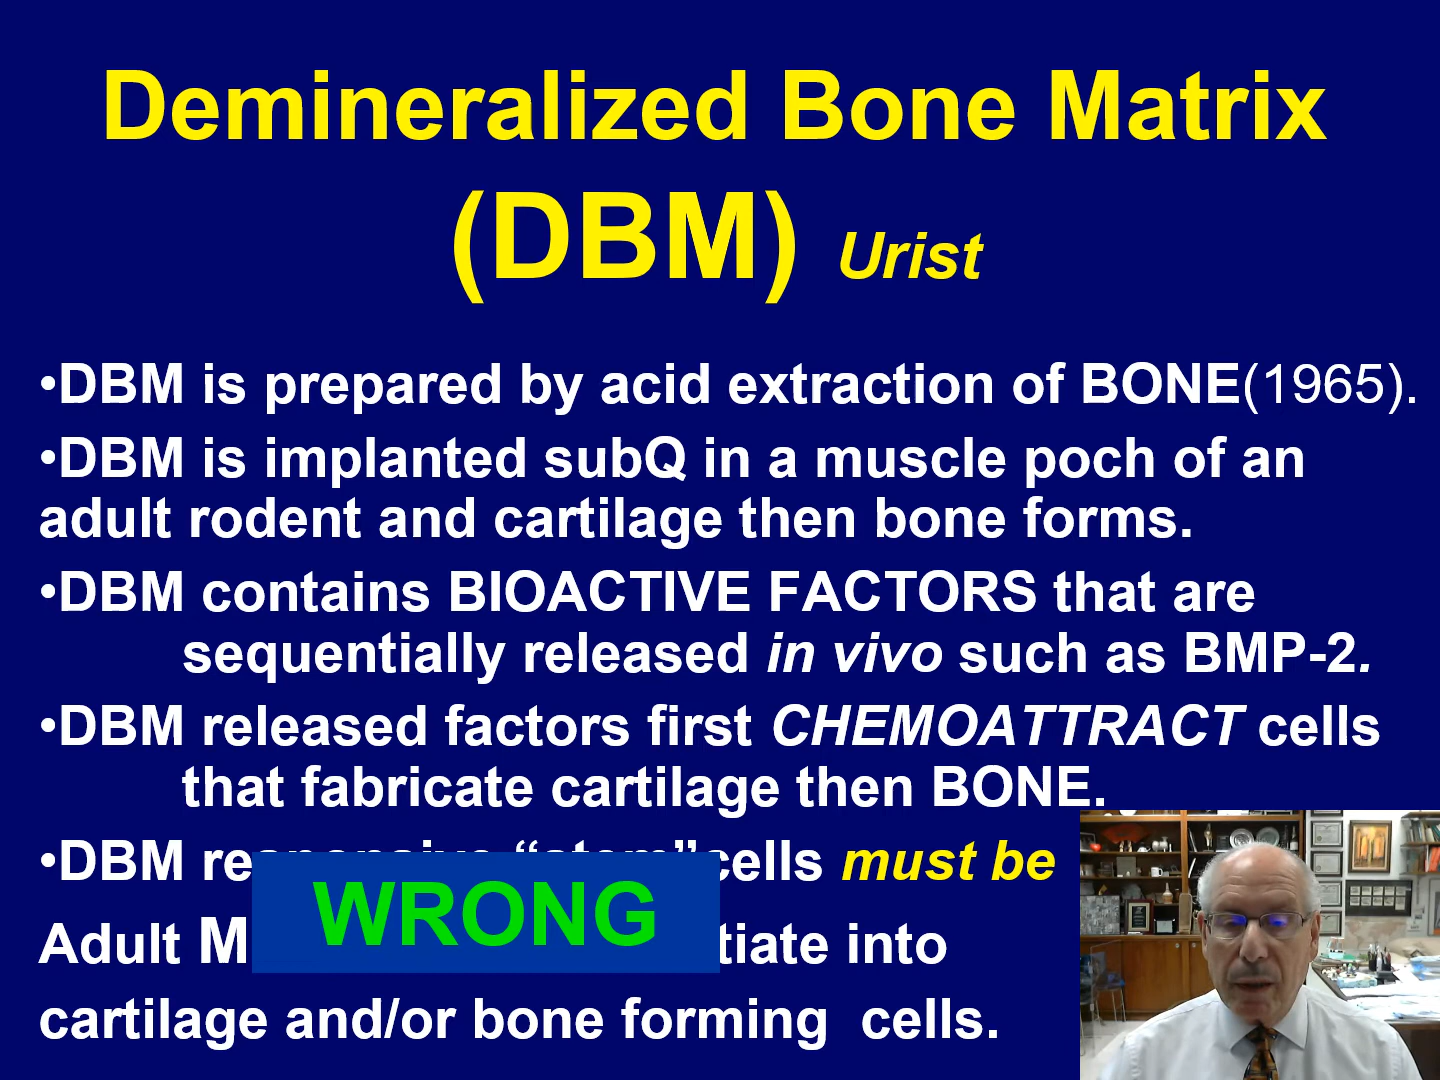 Demineralized Bone Matrix
(DBM) Urist
•DBM is prepared by acid extraction of BONE(1965).
•DBM is implanted subQ in a muscle poch of an
adult rodent and cartilage then bone forms.
•DBM contains BIOACTIVE FACTORS that are
sequentially released in vivo such as BMP-2.
•DBM released factors first CHEMOATTRACT cells
that fabricate cartilage then BONE.
•DBM responsive “stem”cells must be
WRONG
Adult M tiate into
cartilage and/or bone forming cells.